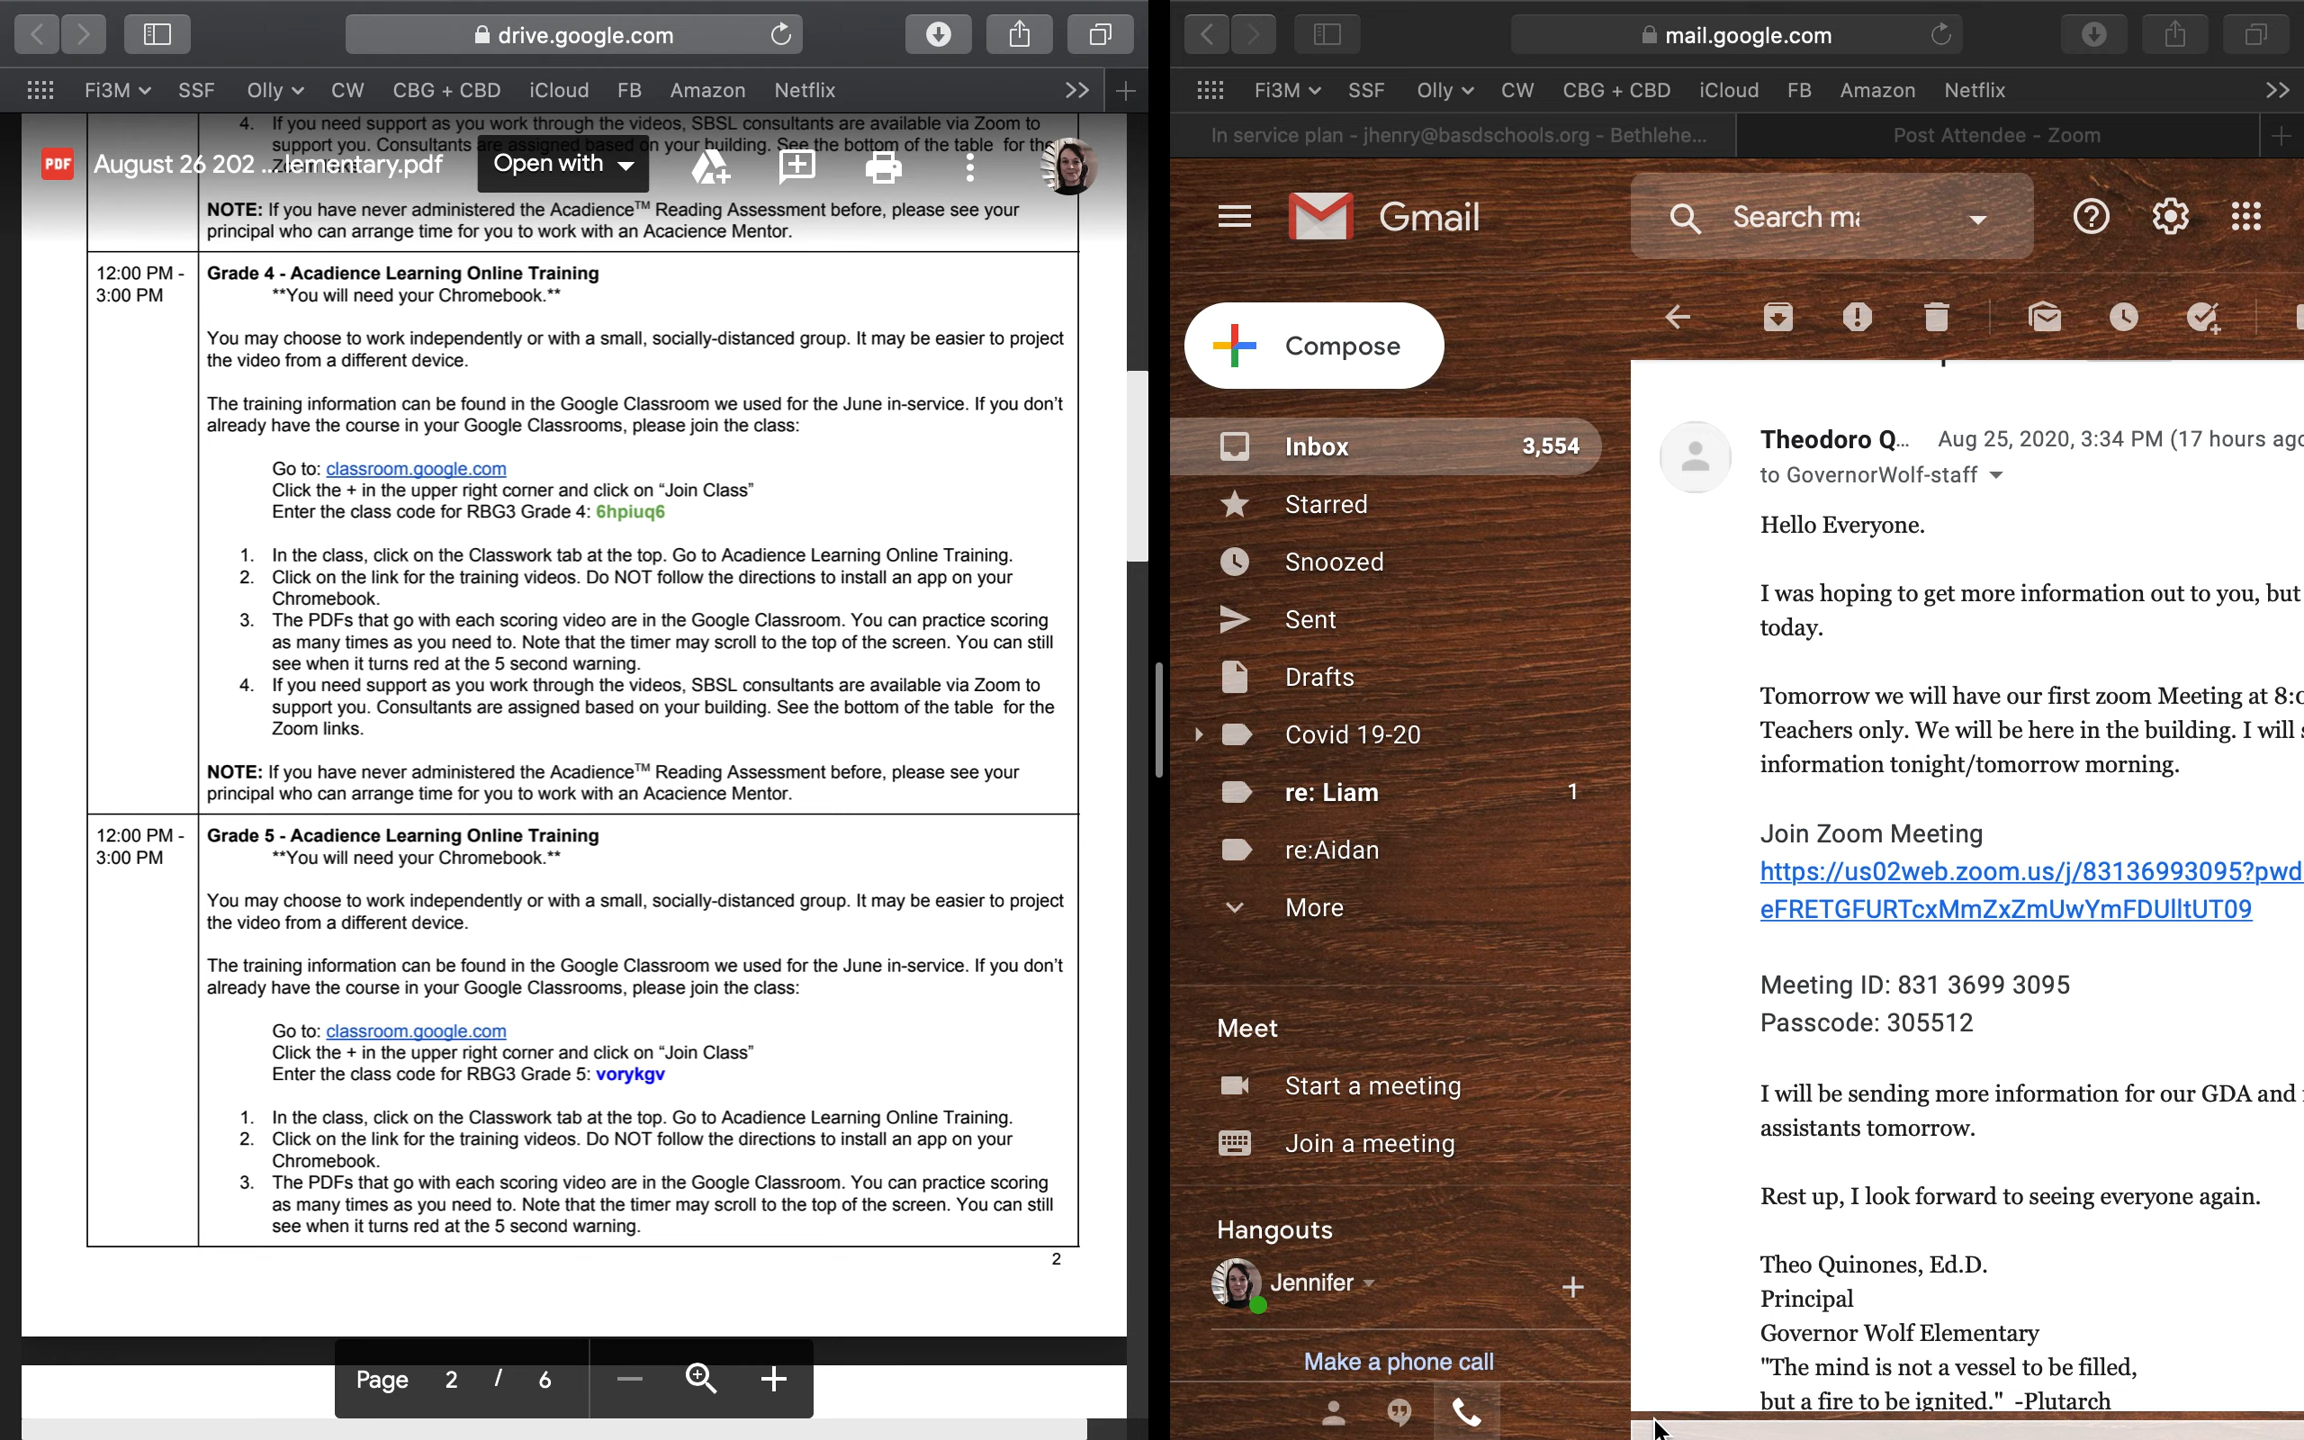 drive.google.com
Fi3M SSF Olly CW CBG + CBD iCloud FB Amazon Netflix
PDF August 26 202 ...lementary.pdf Open with
4. If you need support as you work through the videos, SBSL consultants are available via Zoom to
support you. Consultants are assigned based on your building. See the bottom of the table for the
NOTE: If you have never administered the Acadience™ Reading Assessment before, please see your
principal who can arrange time for you to work with an Acacience Mentor.
12:00 PM -
3:00 PM
Grade 4 - Acadience Learning Online Training
**You will need your Chromebook.**
You may choose to work independently or with a small, socially-distanced group. It may be easier to project
the video from a different device.
The training information can be found in the Google Classroom we used for the June in-service. If you don't
already have the course in your Google Classrooms, please join the class:
Go to: classroom.google.com
Click the + in the upper right corner and click on “Join Class”
Enter the class code for RBG3 Grade 4: 6hpiuq6
1. In the class, click on the Classwork tab at the top. Go to Acadience Learning Online Training.
2. Click on the link for the training videos. Do NOT follow the directions to install an app on your
Chromebook.
3. The PDFs that go with each scoring video are in the Google Classroom. You can practice scoring
as many times as you need to. Note that the timer may scroll to the top of the screen. You can still
see when it turns red at the 5 second warning.
4. If you need support as you work through the videos, SBSL consultants are available via Zoom to
support you. Consultants are assigned based on your building. See the bottom of the table for the
Zoom links.
NOTE: If you have never administered the Acadience™ Reading Assessment before, please see your
principal who can arrange time for you to work with an Acacience Mentor.
12:00 PM -
3:00 PM
Grade 5 - Acadience Learning Online Training
**You will need your Chromebook.**
You may choose to work independently or with a small, socially-distanced group. It may be easier to project
the video from a different device.
The training information can be found in the Google Classroom we used for the June in-service. If you don't
already have the course in your Google Classrooms, please join the class:
Go to: classroom.google.com
Click the + in the upper right corner and click on “Join Class”
Enter the class code for RBG3 Grade 5: vorykgv
1. In the class, click on the Classwork tab at the top. Go to Acadience Learning Online Training.
2. Click on the link for the training videos. Do NOT follow the directions to install an app on your
Chromebook.
3. The PDFs that go with each scoring video are in the Google Classroom. You can practice scoring
as many times as you need to. Note that the timer may scroll to the top of the screen. You can still
see when it turns red at the 5 second warning.
2
Page 2 / 6
mail.google.com
Fi3M SSF Olly CW CBG + CBD iCloud FB Amazon Netflix
In service plan - jhenry@basdschools.org - Bethlehe...
Post Attendee - Zoom
Gmail
Search ma
Compose
Inbox 3,554
Starred
Snoozed
Sent
Drafts
Covid 19-20
re: Liam 1
re:Aidan
More
Meet
Start a meeting
Join a meeting
Hangouts
Jennifer
Make a phone call
Theodoro Q... Aug 25, 2020, 3:34 PM (17 hours ago
to GovernorWolf-staff
Hello Everyone.
I was hoping to get more information out to you, but
today.
Tomorrow we will have our first zoom Meeting at 8:0
Teachers only. We will be here in the building. I will s
information tonight/tomorrow morning.
Join Zoom Meeting
https://us02web.zoom.us/j/83136993095?pwd
eFRETGFURTcxMmZxZmUwYmFDUlltUT09
Meeting ID: 831 3699 3095
Passcode: 305512
I will be sending more information for our GDA and
assistants tomorrow.
Rest up, I look forward to seeing everyone again.
Theo Quinones, Ed.D.
Principal
Governor Wolf Elementary
"The mind is not a vessel to be filled,
but a fire to be ignited." -Plutarch